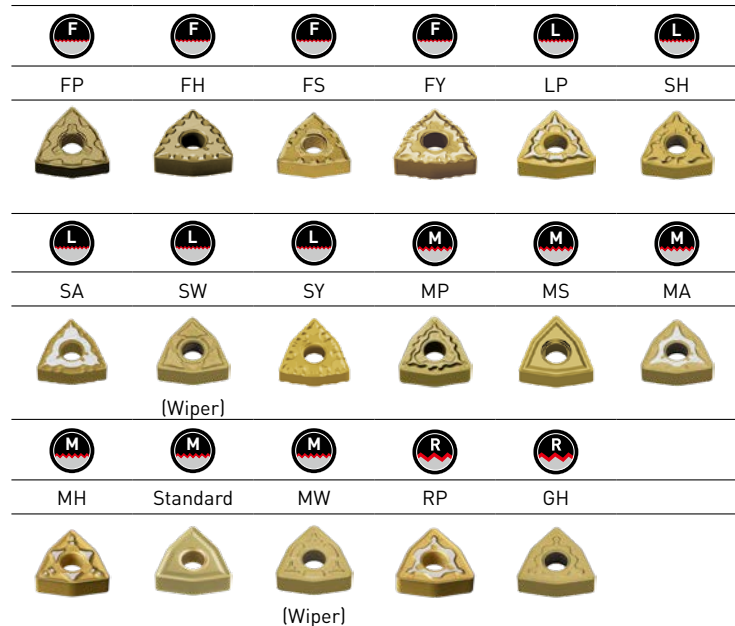 F F F F L L
FP FH FS FY LP SH
L L L M M M
SA SW SY MP MS MA
(Wiper)
M M M R R
MH Standard MW RP GH
(Wiper)